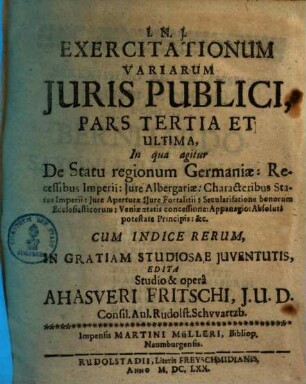 I. N. J.
EXERCITATIONUM
VARIARUM
JURIS PUBLICI,
PARS TERTIA ET
ULTIMA,
In qua agitur
De Statu regionum Germaniæ: Re-
cessibus Imperii: Jure Albergariæ: Characteribus Sta-
tus Imperii: Jure Aperturæ (Jure Fortalitii): Secularisatione bonorum
Ecclesiasticorum: Veniæ ætatis concessione: Appanagio: Absolutâ
potestate Principis: &c.
CUM INDICE RERUM,
IN GRATIAM STUDIOSAE JUVENTUTIS,
EDITA
Studio & operâ
AHASVERI FRITSCHI, J. U. D.
Consil. Aul. Rudolst. Schvvartzb.
Impensis MARTINI MÜLLERI, Bibliop.
Naumburgensis.
RUDOLSTADII, Literis FREYSCHMIDIANIS,
ANNO M, DC, LXX.